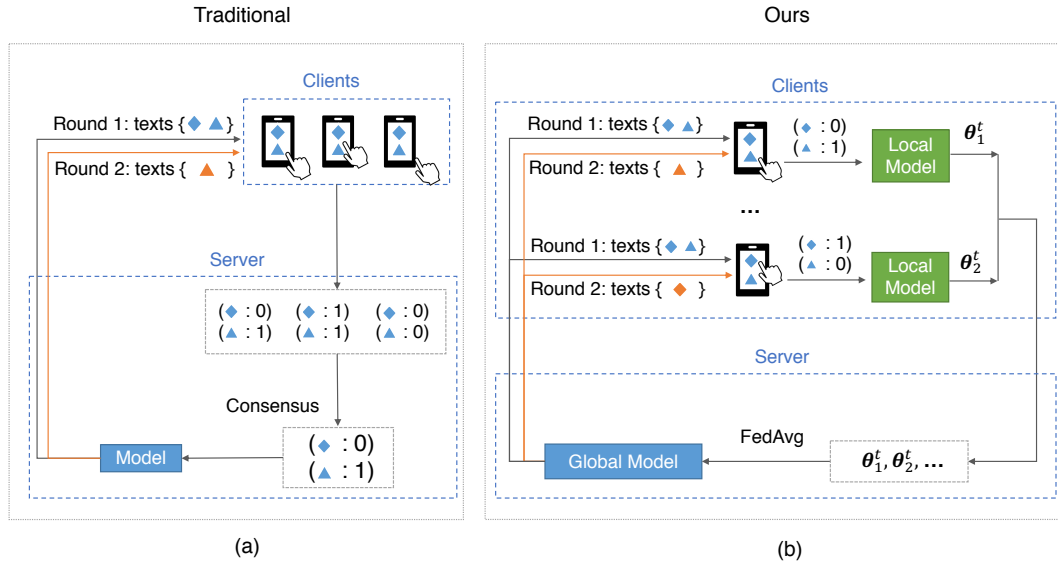 Traditional
Clients
Round 1: texts {◆ ▲}
Round 2: texts { ▲ }
Server
(◆ : 0) (◆ : 1) (◆ : 0)
(▲ : 1) (▲ : 1) (▲ : 0)
Consensus
(◆ : 0)
(▲ : 1)
Model
(a)
Ours
Clients
Round 1: texts {◆ ▲}
(◆ : 0)
(▲ : 1)
Round 2: texts { ▲ }
Local
Model
θ₁ᵗ
...
Round 1: texts {◆ ▲}
(◆ : 1)
(▲ : 0)
Round 2: texts { ◆ }
Local
Model
θ₂ᵗ
Server
FedAvg
Global Model
θ₁ᵗ, θ₂ᵗ, ...
(b)